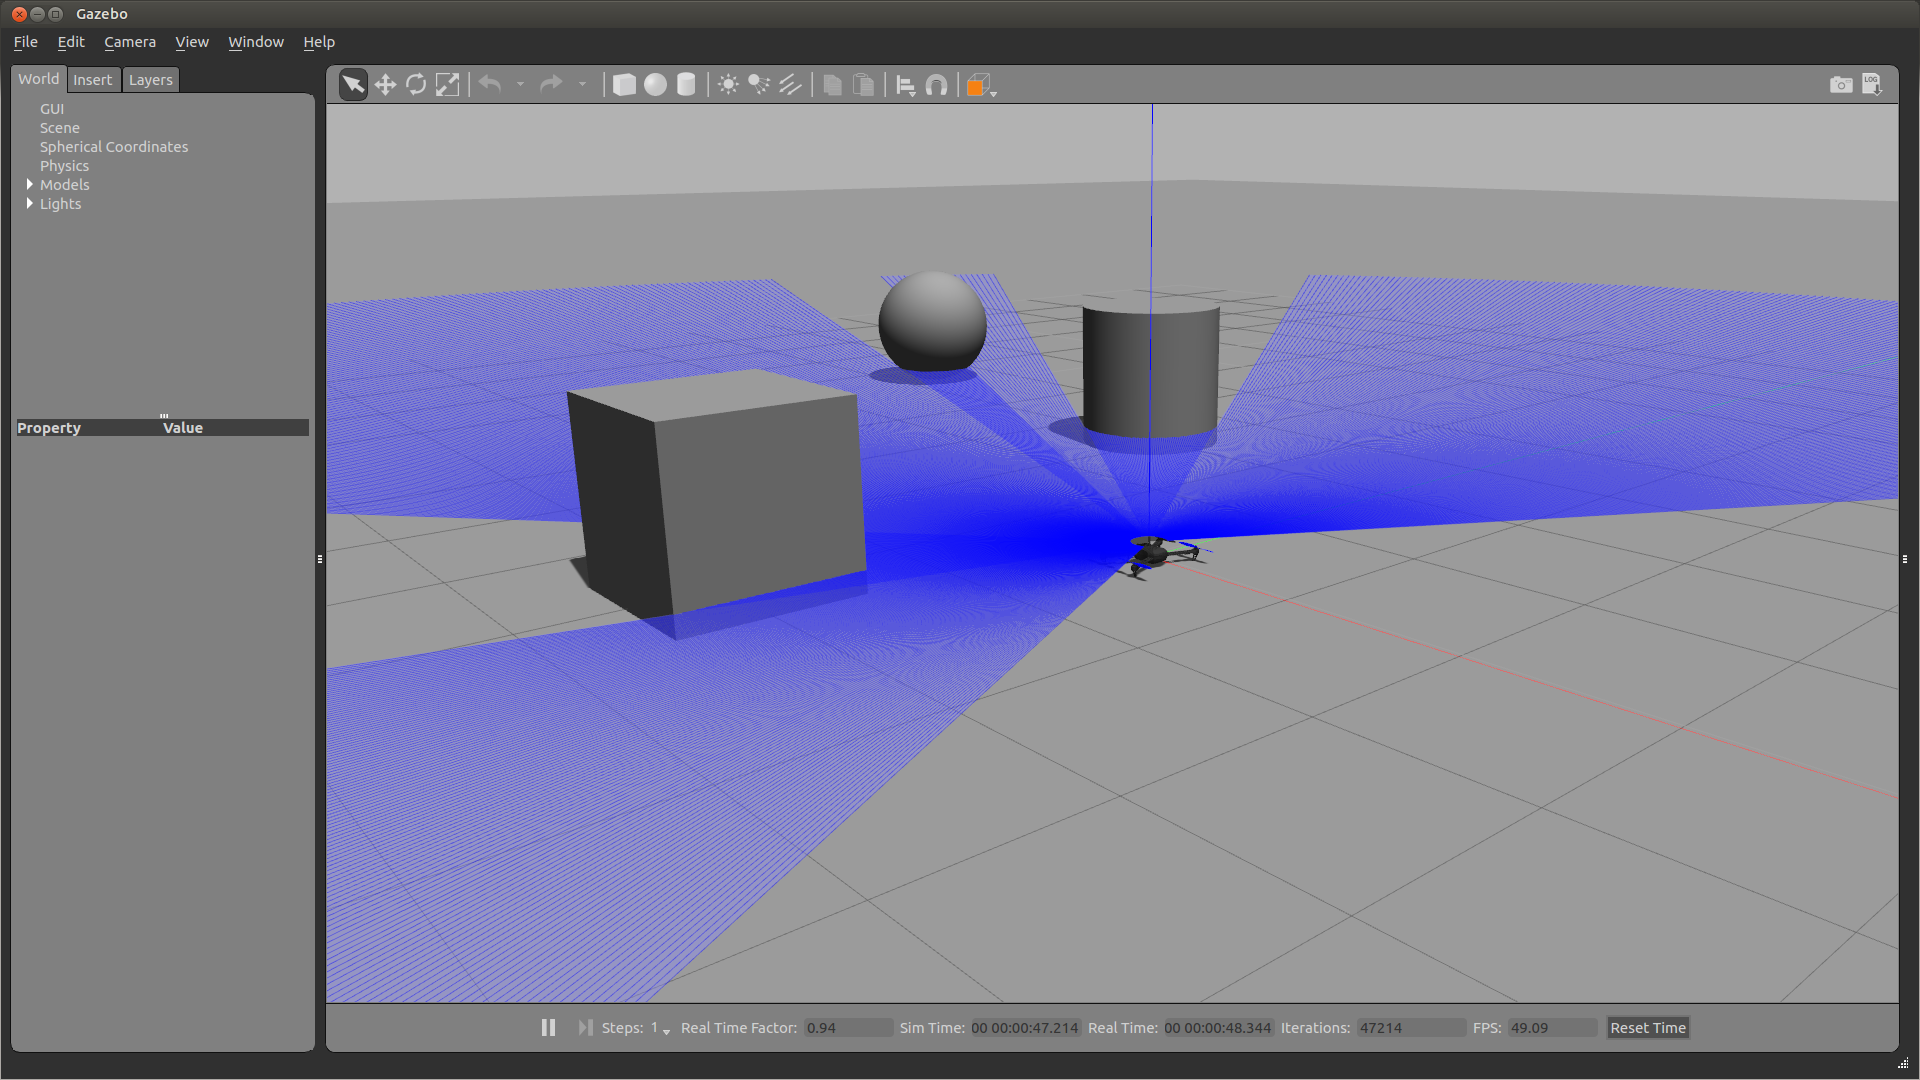 Gazebo
File Edit Camera View Window Help
World Insert Layers
LOG
GUI
Scene
Spherical Coordinates
Physics
Models
Lights
Property Value
Steps: 1 Real Time Factor: 0.94 Sim Time: 00 00:00:47.214 Real Time: 00 00:00:48.344 Iterations: 47214 FPS: 49.09 Reset Time